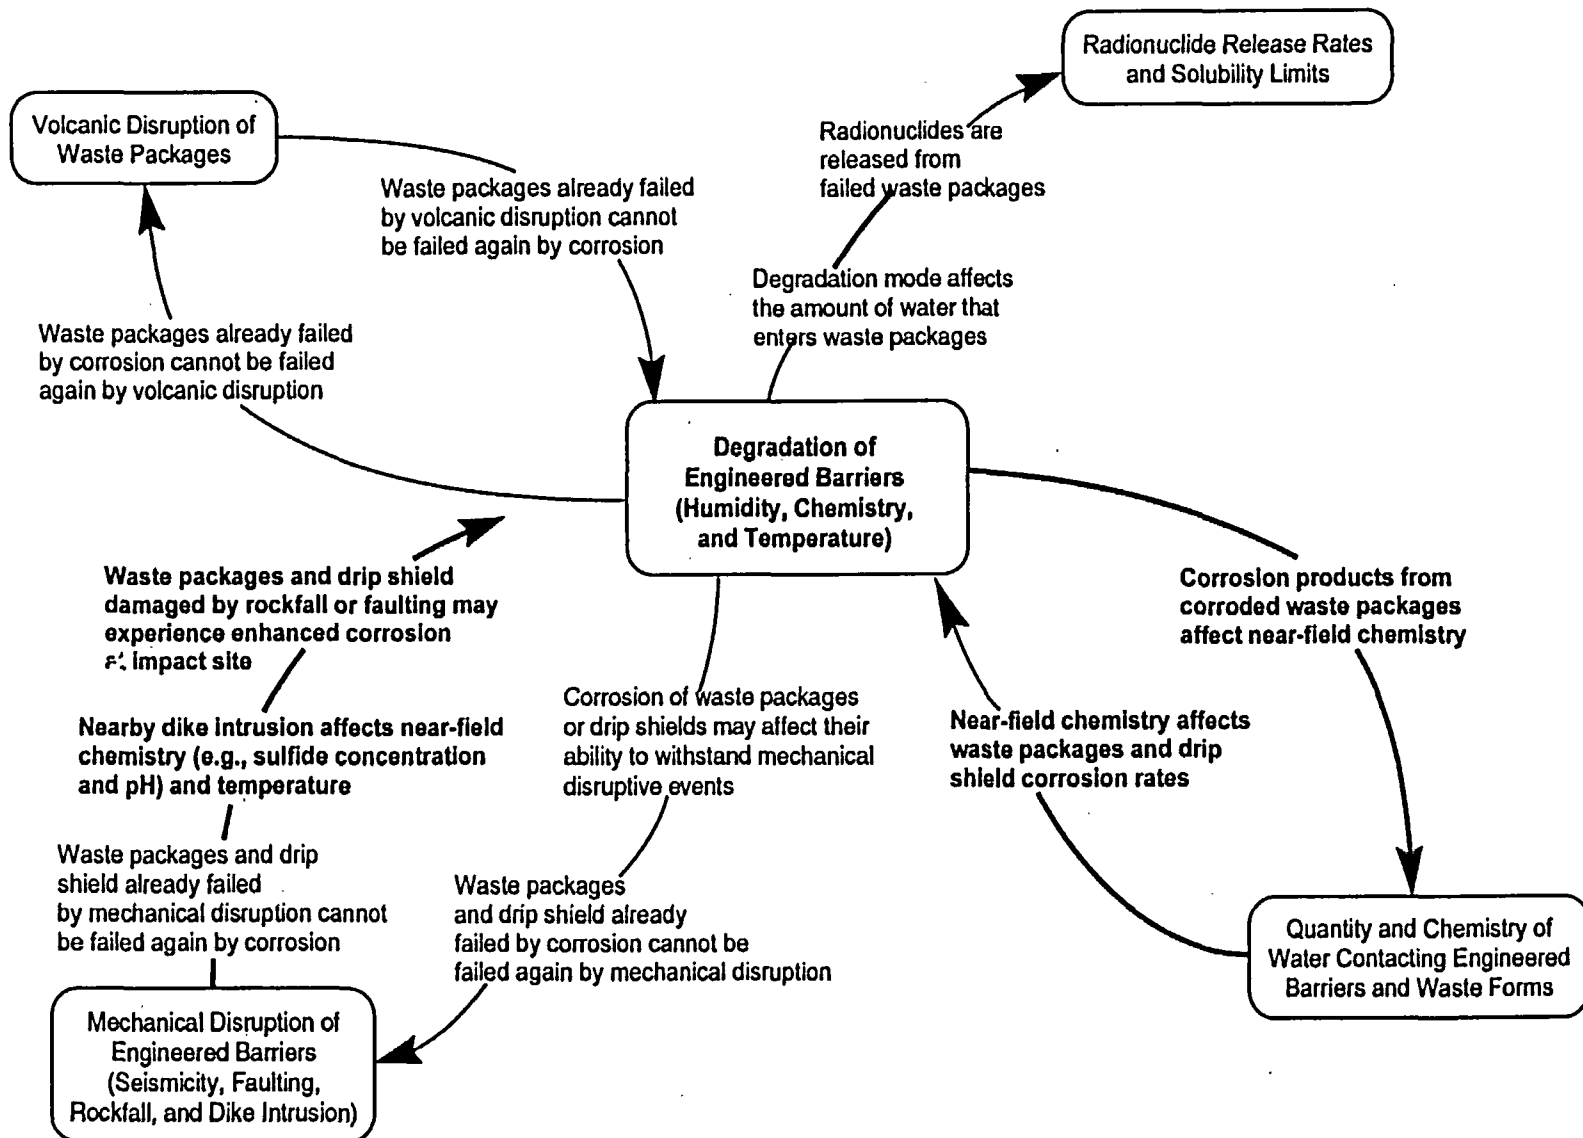 Radionuclide Release Rates
and Solubility Limits
Volcanic Disruption of
Waste Packages
Radionuclides are
released from
failed waste packages
Waste packages already failed
by volcanic disruption cannot
be failed again by corrosion
Degradation mode affects
the amount of water that
enters waste packages
Waste packages already failed
by corrosion cannot be failed
again by volcanic disruption
Degradation of
Engineered Barriers
(Humidity, Chemistry,
and Temperature)
Waste packages and drip shield
damaged by rockfall or faulting may
experience enhanced corrosion
at impact site
Corrosion products from
corroded waste packages
affect near-field chemistry
Nearby dike intrusion affects near-field
chemistry (e.g., sulfide concentration
and pH) and temperature
Corrosion of waste packages
or drip shields may affect their
ability to withstand mechanical
disruptive events
Near-field chemistry affects
waste packages and drip
shield corrosion rates
Waste packages and drip
shield already failed
by mechanical disruption cannot
be failed again by corrosion
Waste packages
and drip shield already
failed by corrosion cannot be
failed again by mechanical disruption
Quantity and Chemistry of
Water Contacting Engineered
Barriers and Waste Forms
Mechanical Disruption of
Engineered Barriers
(Seismicity, Faulting,
Rockfall, and Dike Intrusion)